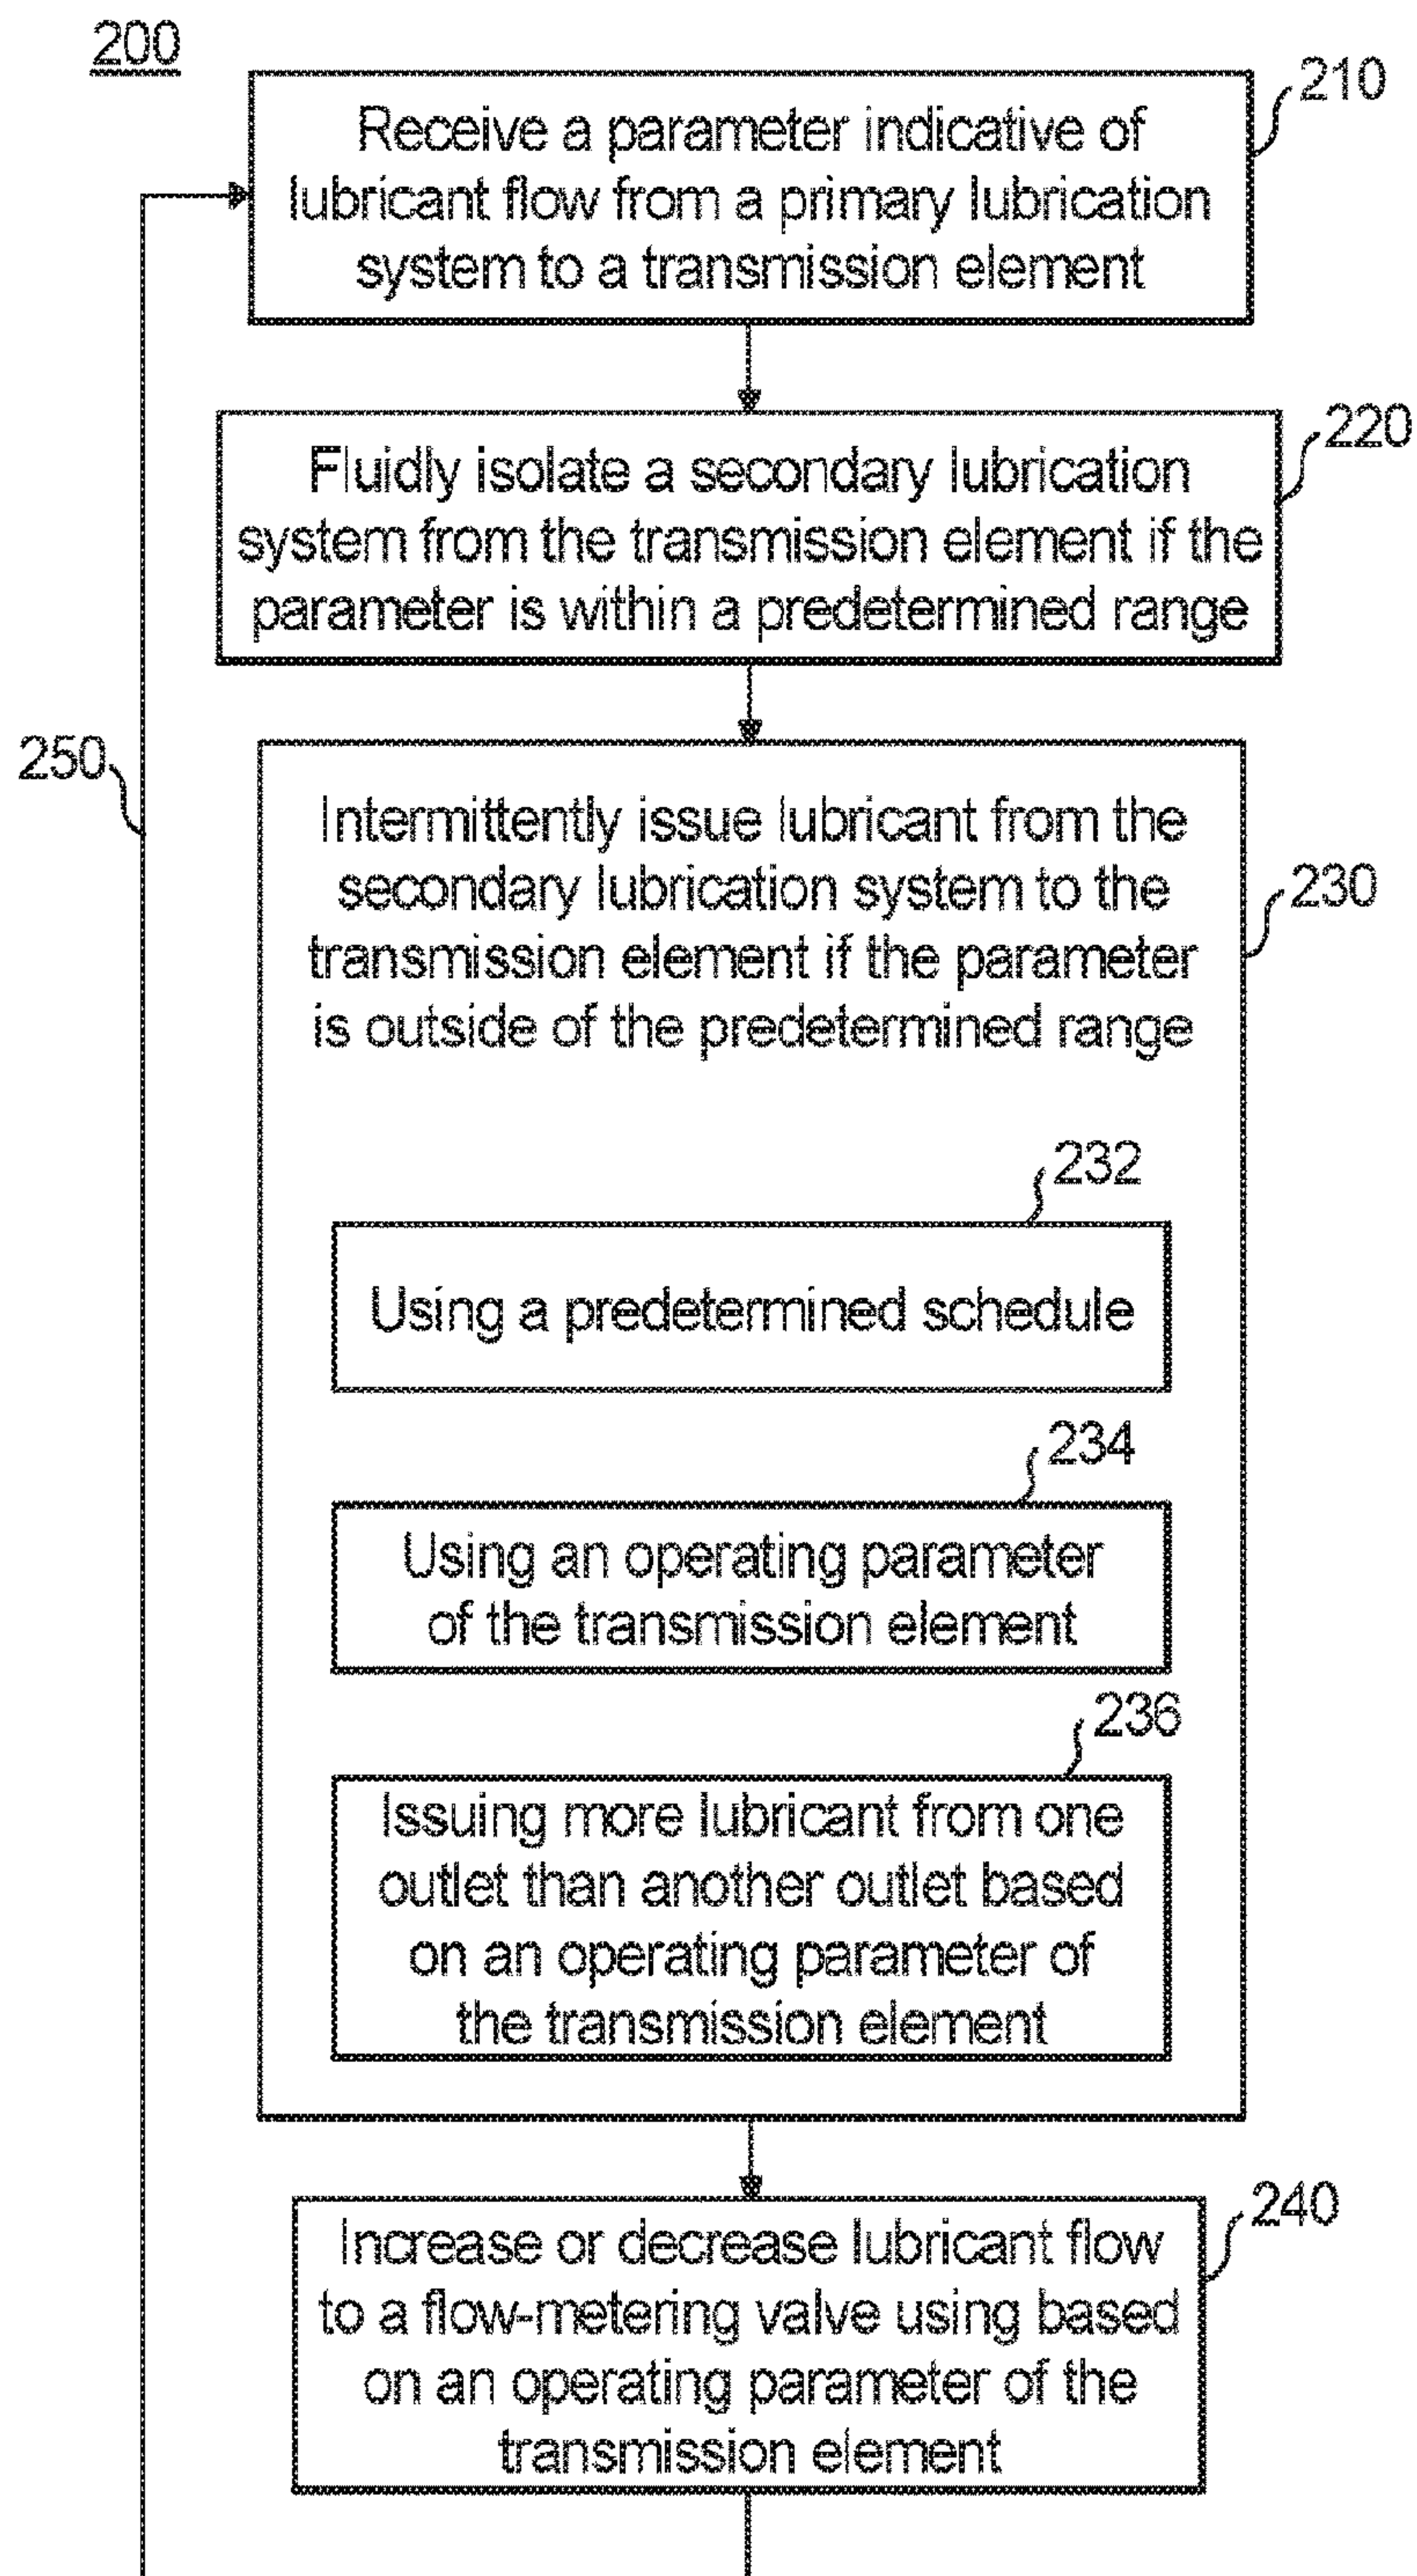 200
210
Receive a parameter indicative of
lubricant flow from a primary lubrication
system to a transmission element
220
Fluidly isolate a secondary lubrication
system from the transmission element if the
parameter is within a predetermined range
250
230
Intermittently issue lubricant from the
secondary lubrication system to the
transmission element if the parameter
is outside of the predetermined range
232
Using a predetermined schedule
234
Using an operating parameter
of the transmission element
236
Issuing more lubricant from one
outlet than another outlet based
on an operating parameter of
the transmission element
240
Increase or decrease lubricant flow
to a flow-metering valve using based
on an operating parameter of the
transmission element